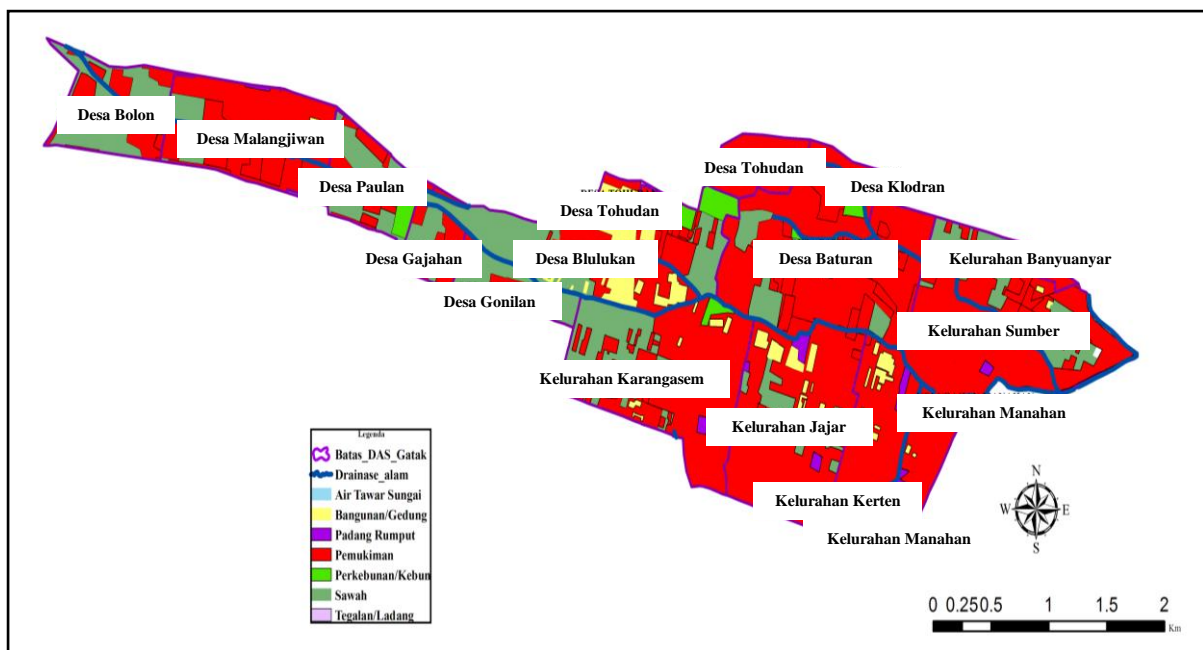 Desa Bolon
Desa Malangjiwan
Desa Paulan
Desa Tohudan
Desa Klodran
Desa Tohudan
Desa Gajahan
Desa Blulukan
Desa Baturan
Kelurahan Banyuanyar
Desa Gonilan
Kelurahan Sumber
Kelurahan Karangasem
Kelurahan Jajar
Kelurahan Manahan
Kelurahan Kerten
Kelurahan Manahan
Legenda
Batas_DAS_Gatak
Drainase_alam
Air Tawar Sungai
Bangunan/Gedung
Padang Rumput
Pemukiman
Perkebunan/Kebun
Sawah
Tegalan/Ladang
N
W E
S
0 0.25 0.5 1 1.5 2
Km